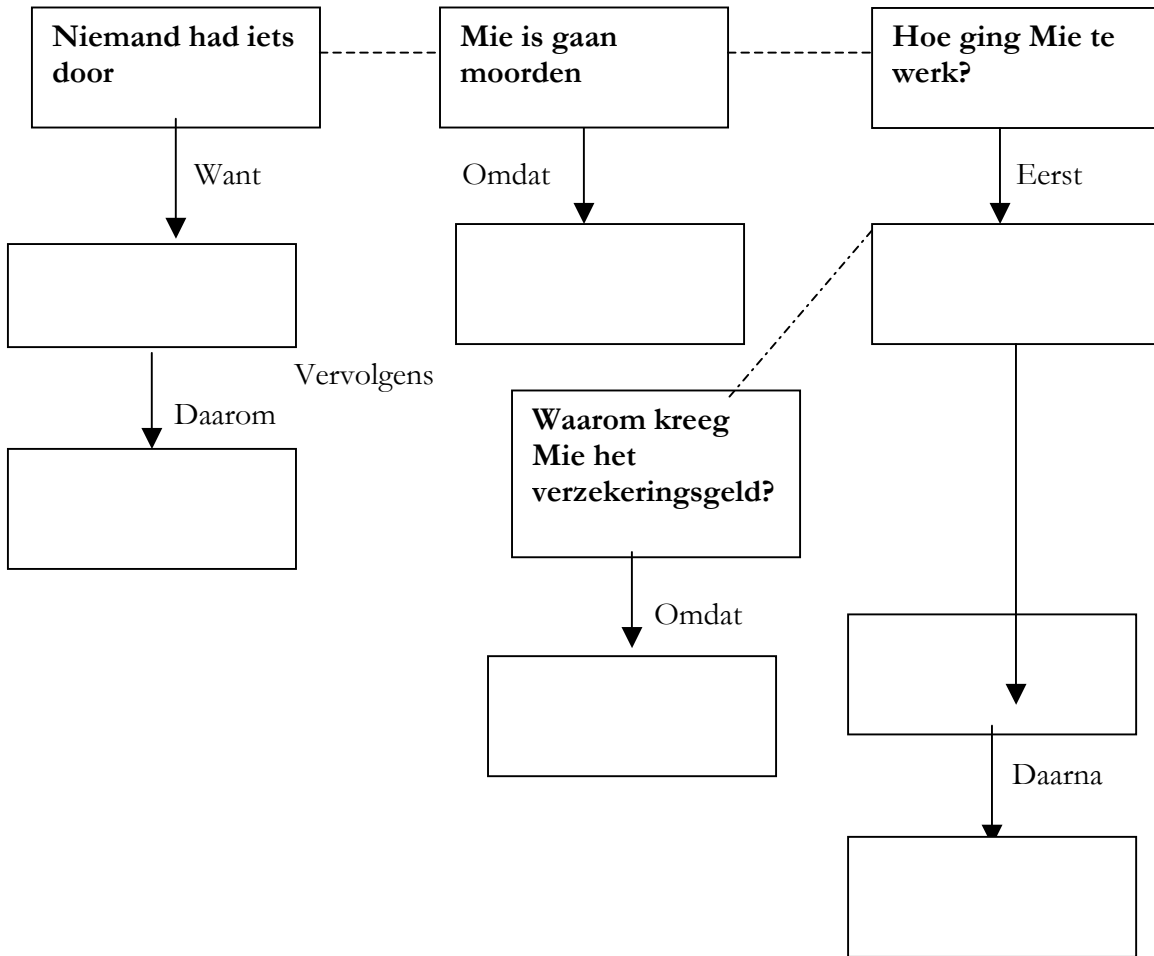 Niemand had iets
door
Mie is gaan
moorden
Hoe ging Mie te
werk?
Want
Omdat
Eerst
Vervolgens
Daarom
Waarom kreeg
Mie het
verzekeringsgeld?
Omdat
Daarna